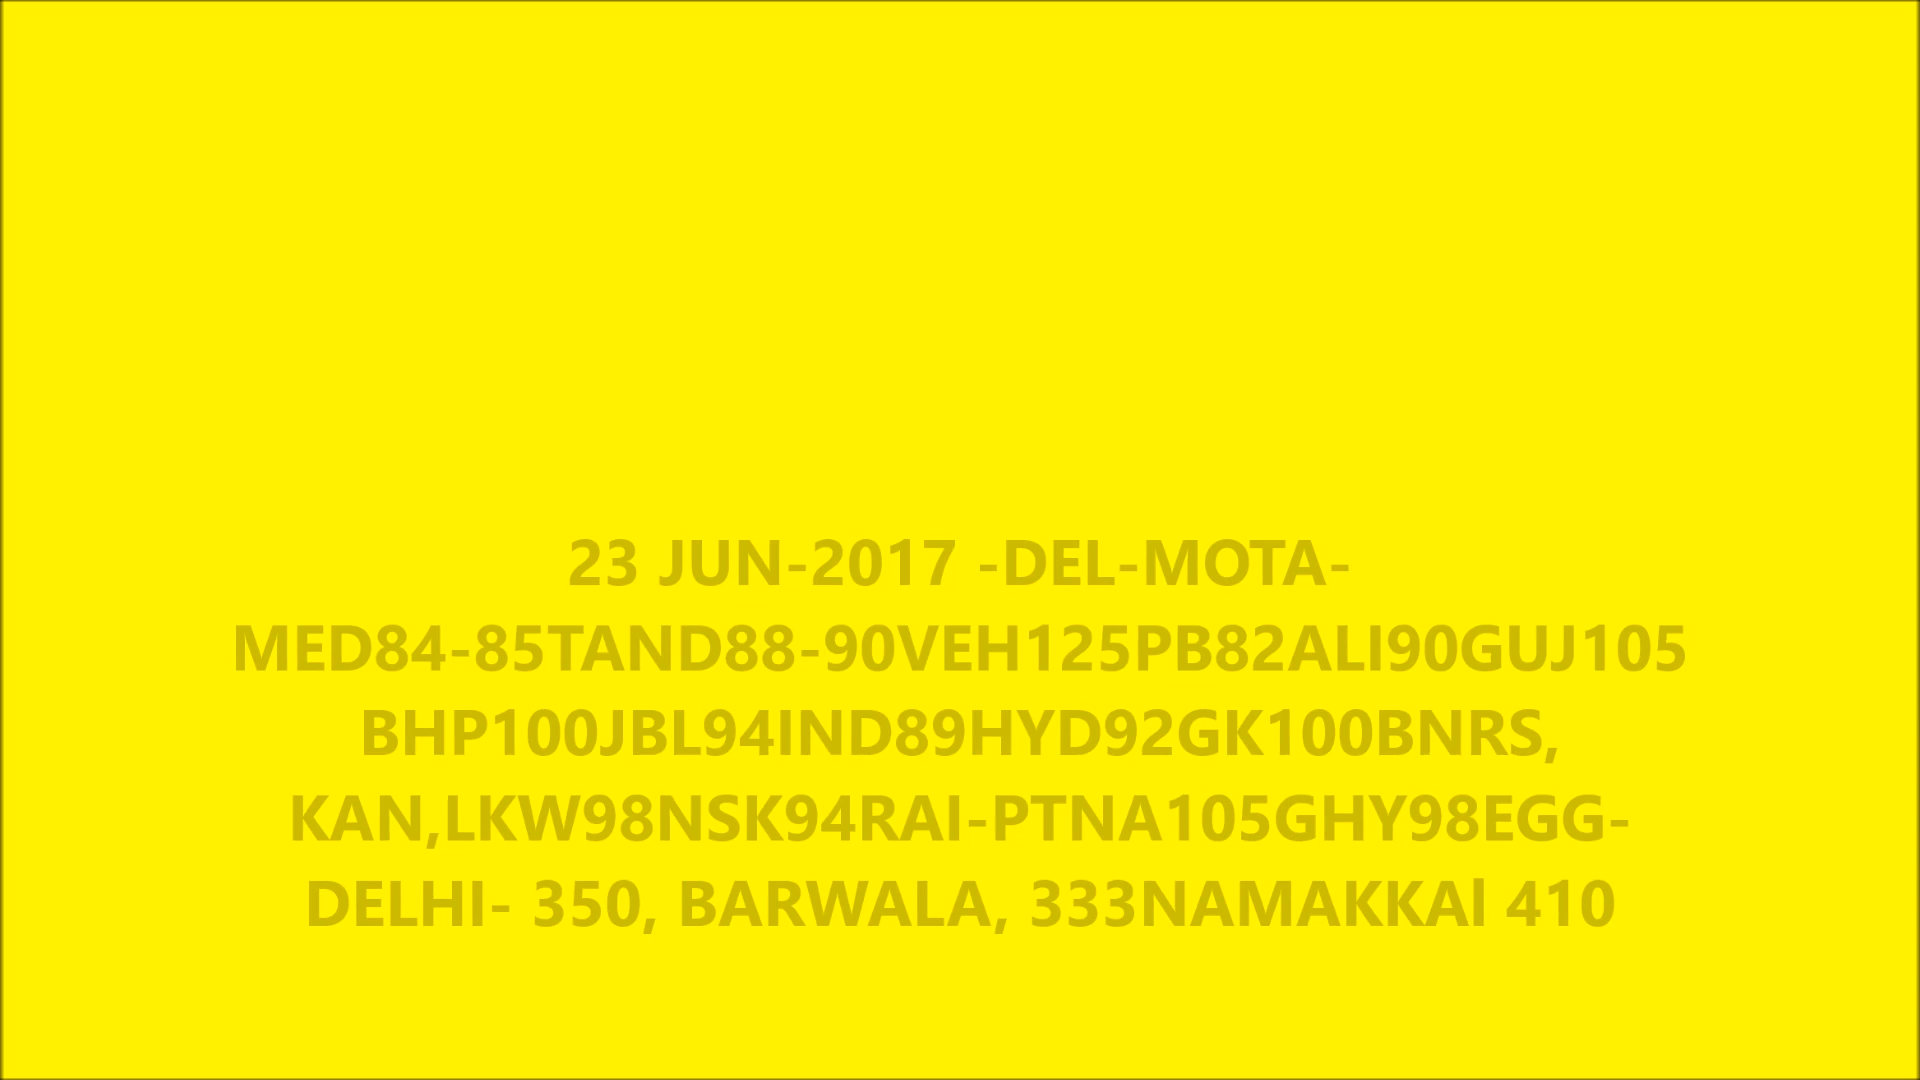 23 JUN-2017 -DEL-MOTA-
MED84-85TAND88-90VEH125PB82ALI90GUJ105
BHP100JBL94IND89HYD92GK100BNRS,
KAN,LKW98NSK94RAI-PTNA105GHY98EGG-
DELHI- 350, BARWALA, 333NAMAKKAl 410